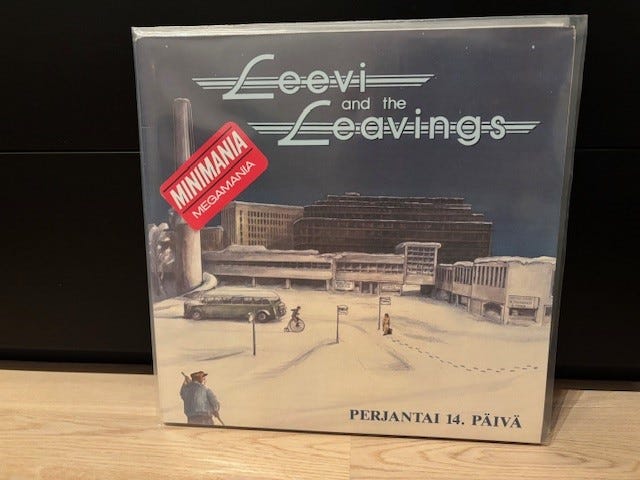 Leevi
and the
Leavings
MINIMANIA
MEGAMANIA
PERJANTAI 14. PÄIVÄ